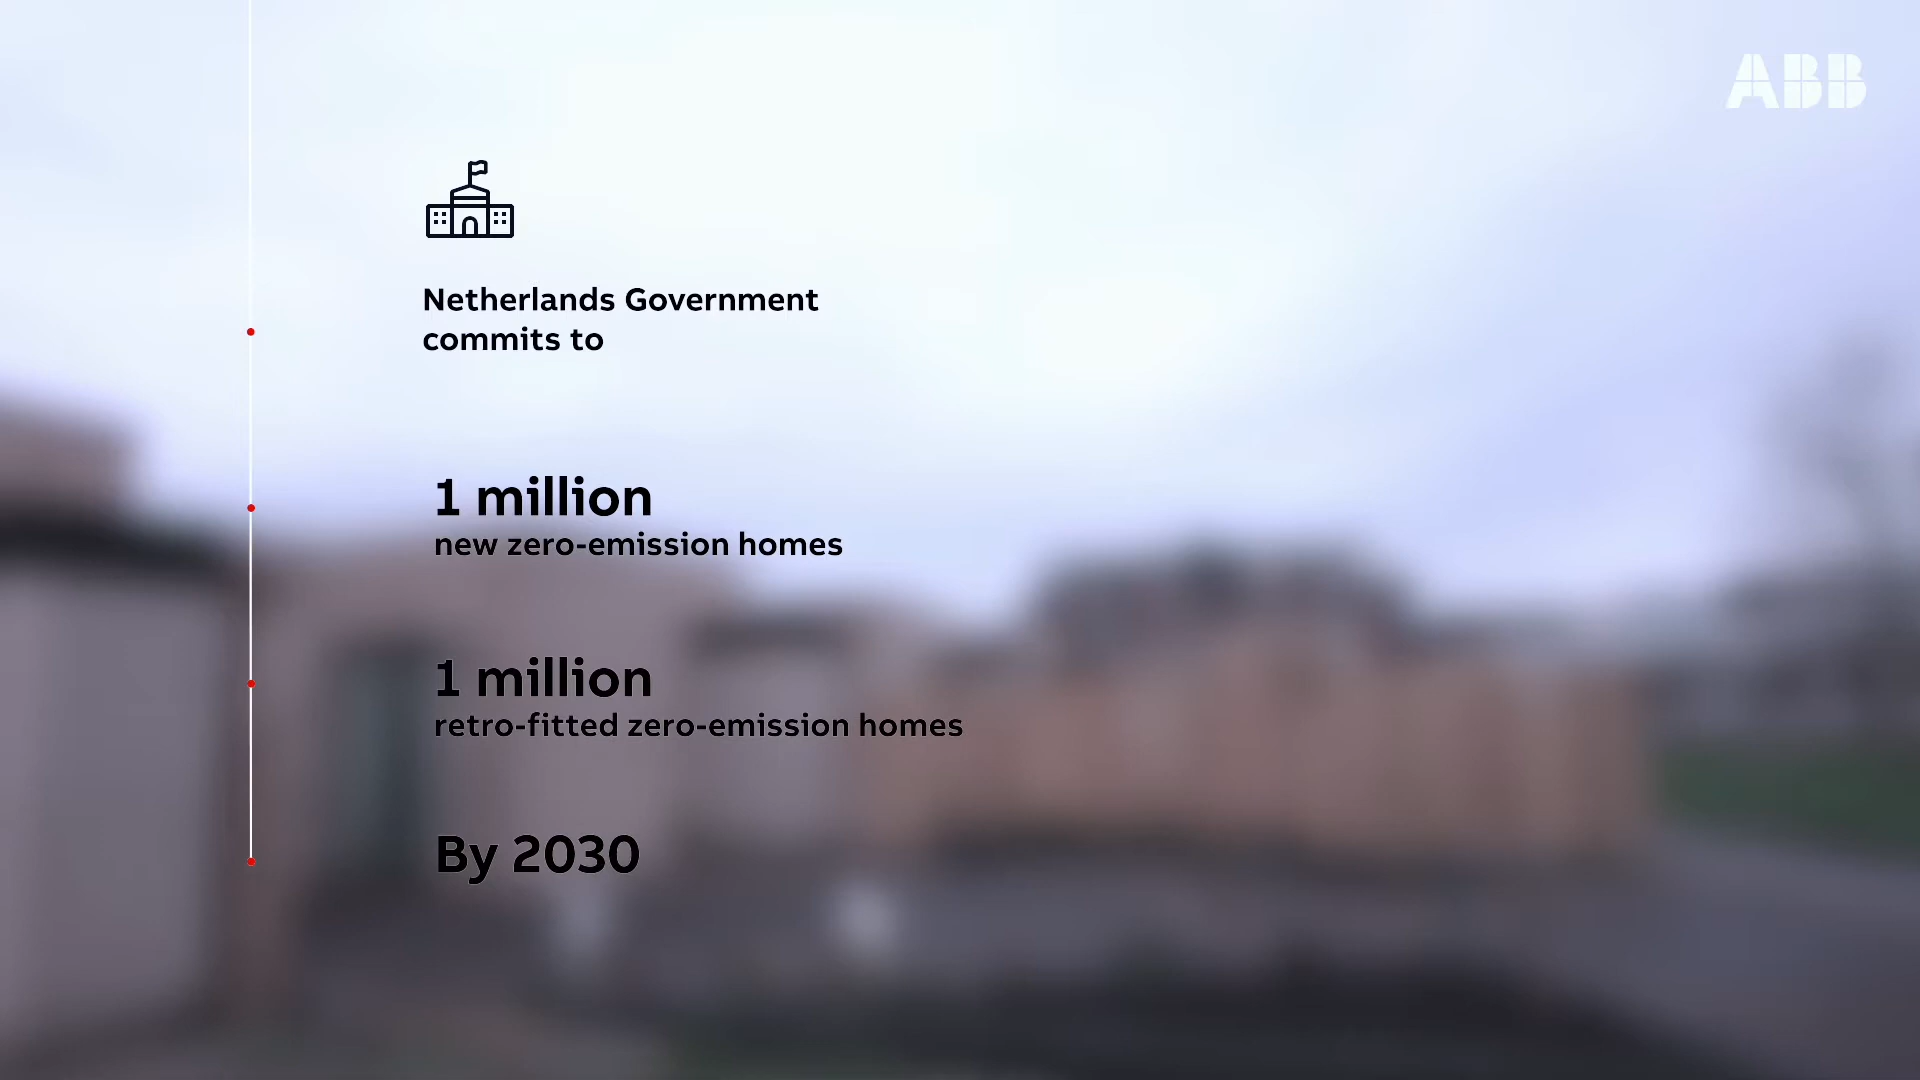 ABB
Netherlands Government
commits to
1 million
new zero-emission homes
1 million
retro-fitted zero-emission homes
By 2030